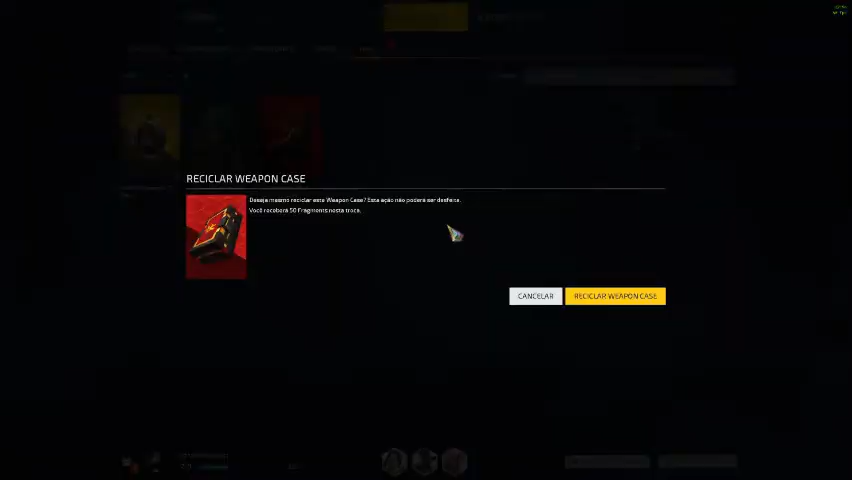 RECICLAR WEAPON CASE
Deseja mesmo reciclar esta Weapon Case? Esta ação não poderá ser desfeita.
Você receberá 50 Fragments nesta troca.
CANCELAR
RECICLAR WEAPON CASE